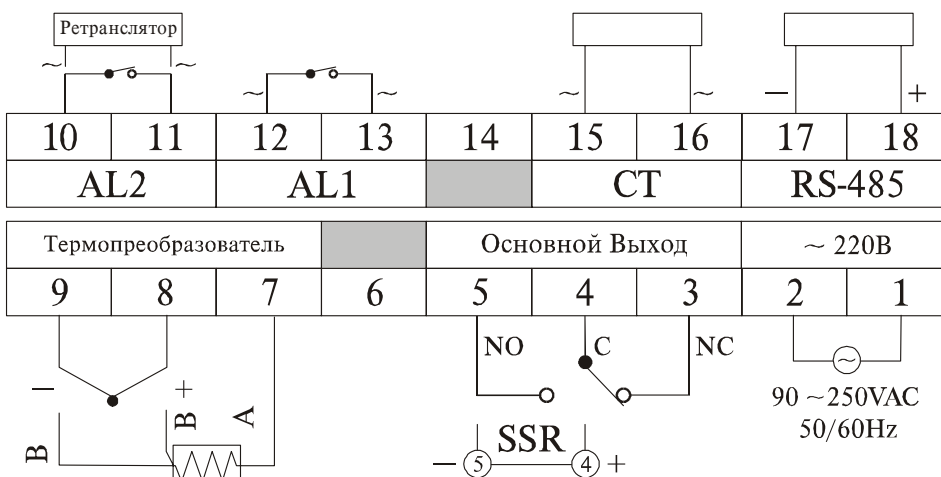 Ретранслятор
~ ~ ~ ~ ~ ~ — +
10 11 12 13 14 15 16 17 18
AL2 AL1 CT RS-485
Термопреобразователь Основной Выход ~ 220В
9 8 7 6 5 4 3 2 1
NO C NC ~
— + 90 ~250VAC
B B A 50/60Hz
SSR
— 5 4 +